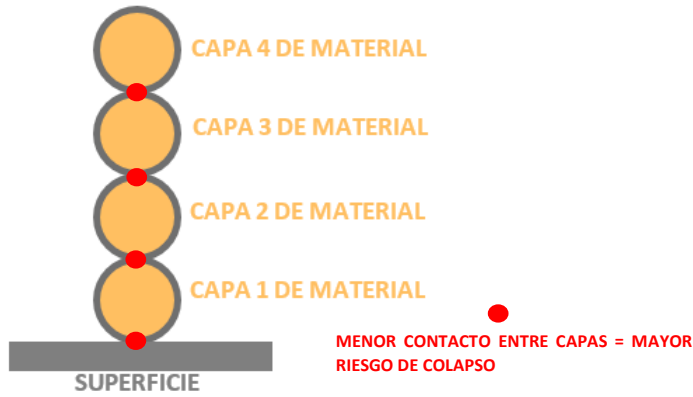 CAPA 4 DE MATERIAL
CAPA 3 DE MATERIAL
CAPA 2 DE MATERIAL
CAPA 1 DE MATERIAL
MENOR CONTACTO ENTRE CAPAS = MAYOR
RIESGO DE COLAPSO
SUPERFICIE